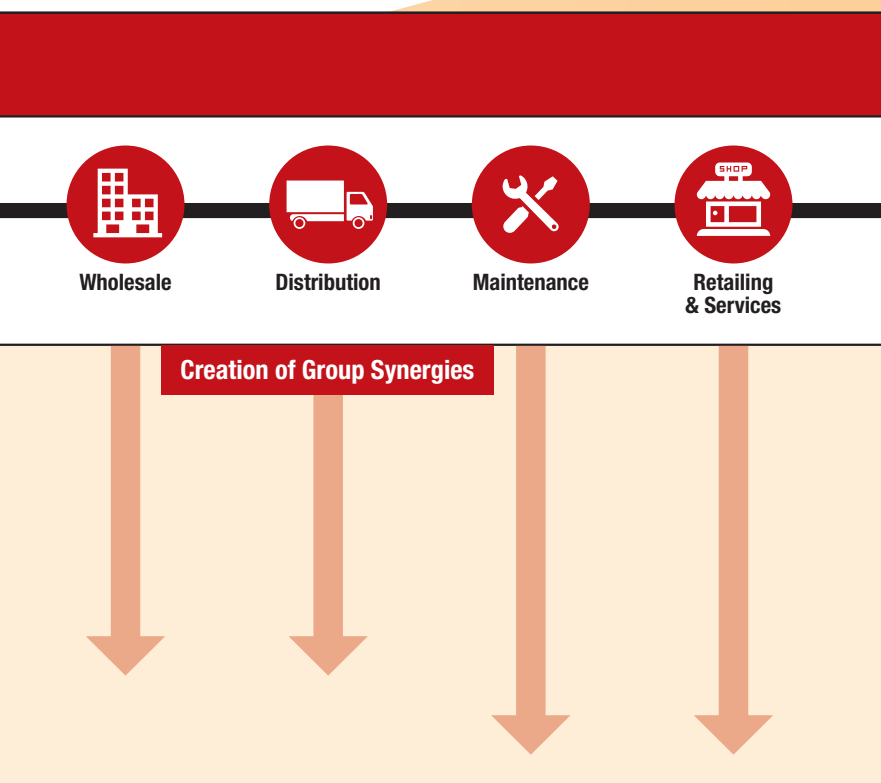 SHOP
Wholesale
Distribution
Maintenance
Retailing
& Services
Creation of Group Synergies